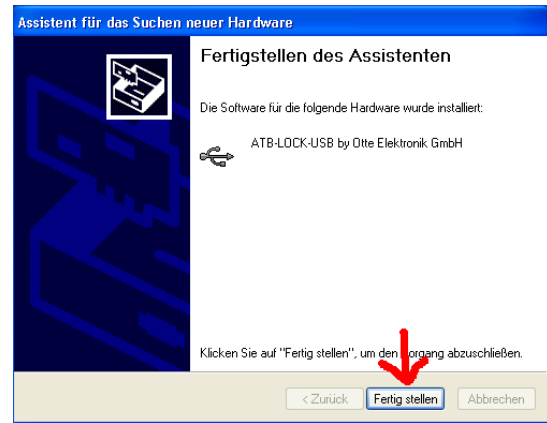 Assistent für das Suchen neuer Hardware
Fertigstellen des Assistenten
Die Software für die folgende Hardware wurde installiert:
ATB-LOCK-USB by Otte Elektronik GmbH
Klicken Sie auf "Fertig stellen", um den Vorgang abzuschließen.
< Zurück Fertig stellen Abbrechen